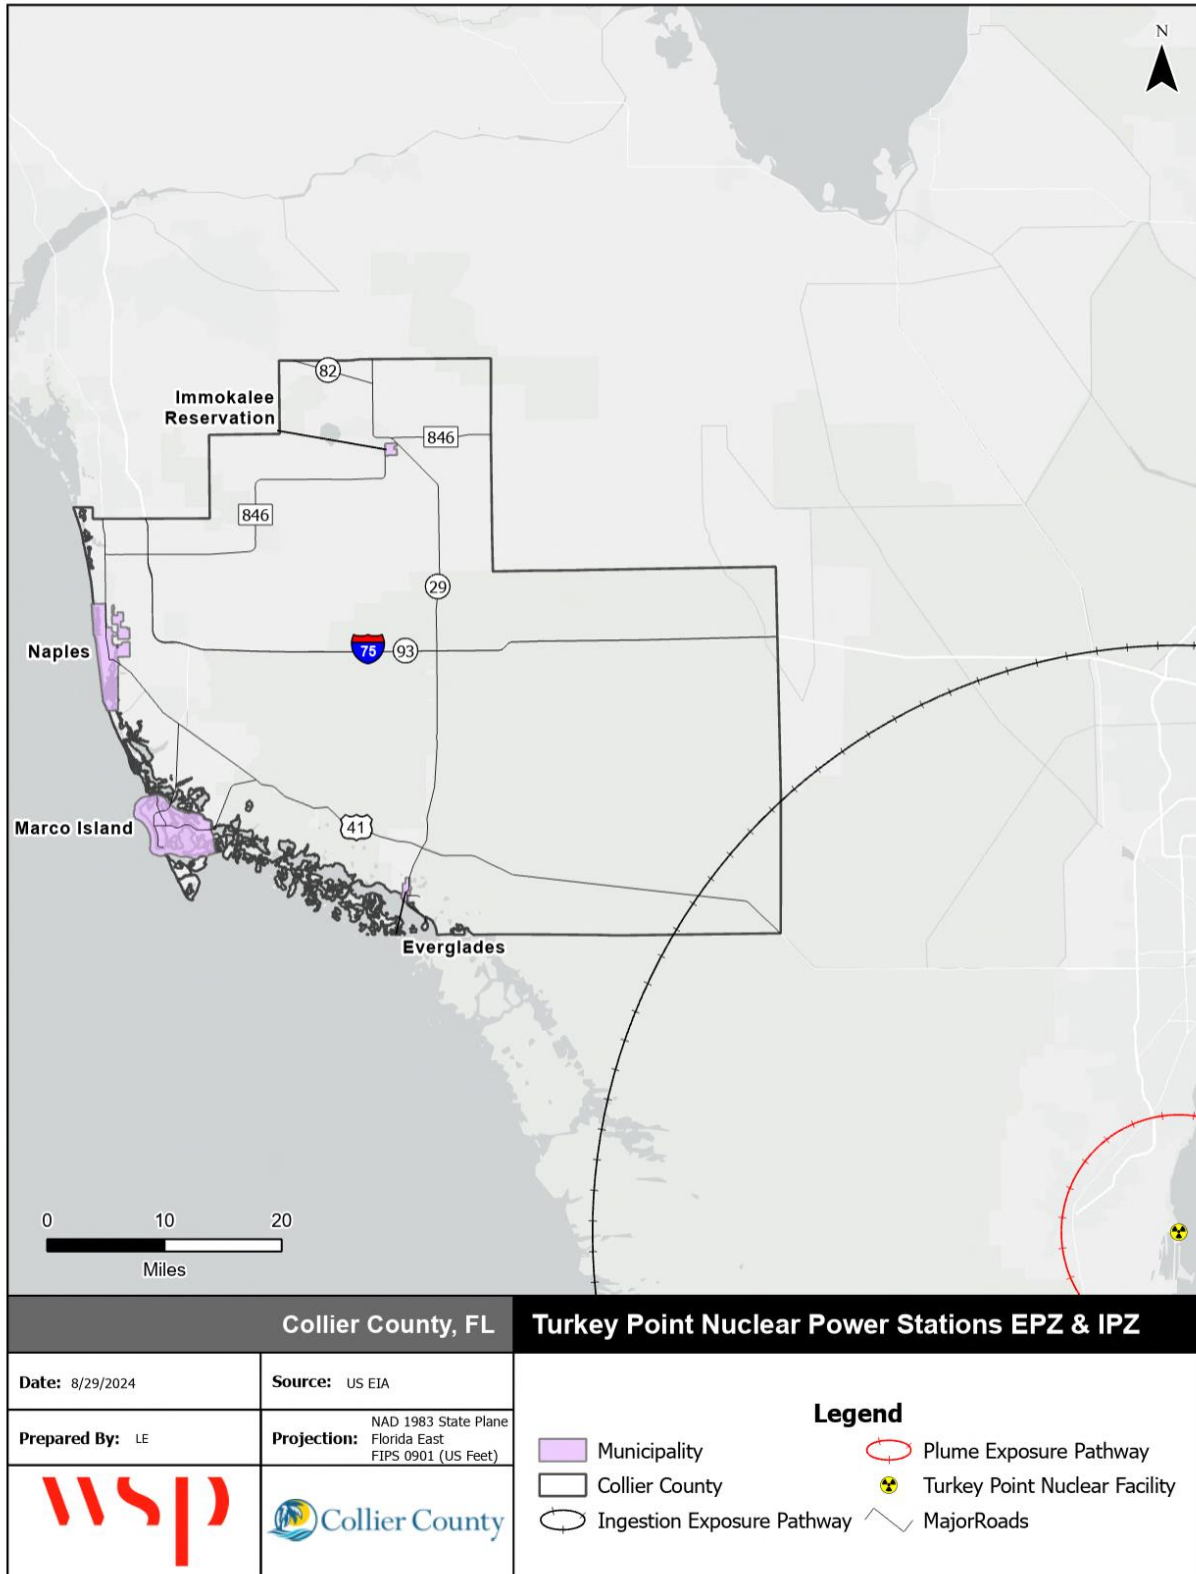 N
82
Immokalee
Reservation
846
846
29
Naples
75
93
Marco Island
41
Everglades
0 10 20
Miles
Collier County, FL
Turkey Point Nuclear Power Stations EPZ & IPZ
Date: 8/29/2024
Source: US EIA
Prepared By: LE
Projection: NAD 1983 State Plane
Florida East
FIPS 0901 (US Feet)
wsp
Collier County
Legend
Municipality
Collier County
Ingestion Exposure Pathway
Plume Exposure Pathway
Turkey Point Nuclear Facility
MajorRoads